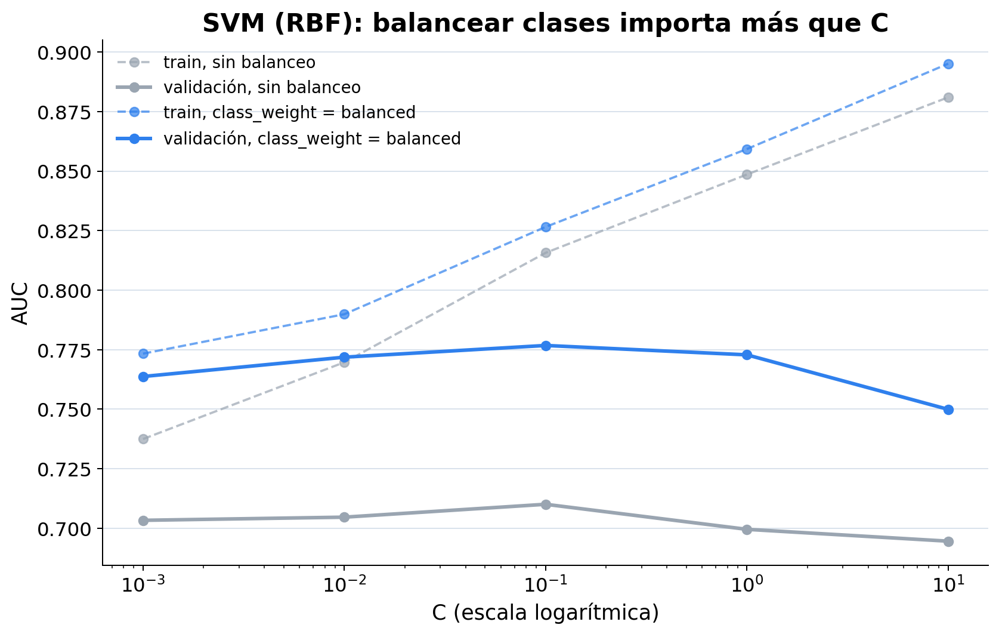 SVM (RBF): balancear clases importa más que C
train, sin balanceo
validación, sin balanceo
train, class_weight = balanced
validación, class_weight = balanced
AUC
0.900
0.875
0.850
0.825
0.800
0.775
0.750
0.725
0.700
10⁻³ 10⁻² 10⁻¹ 10⁰ 10¹
C (escala logarítmica)